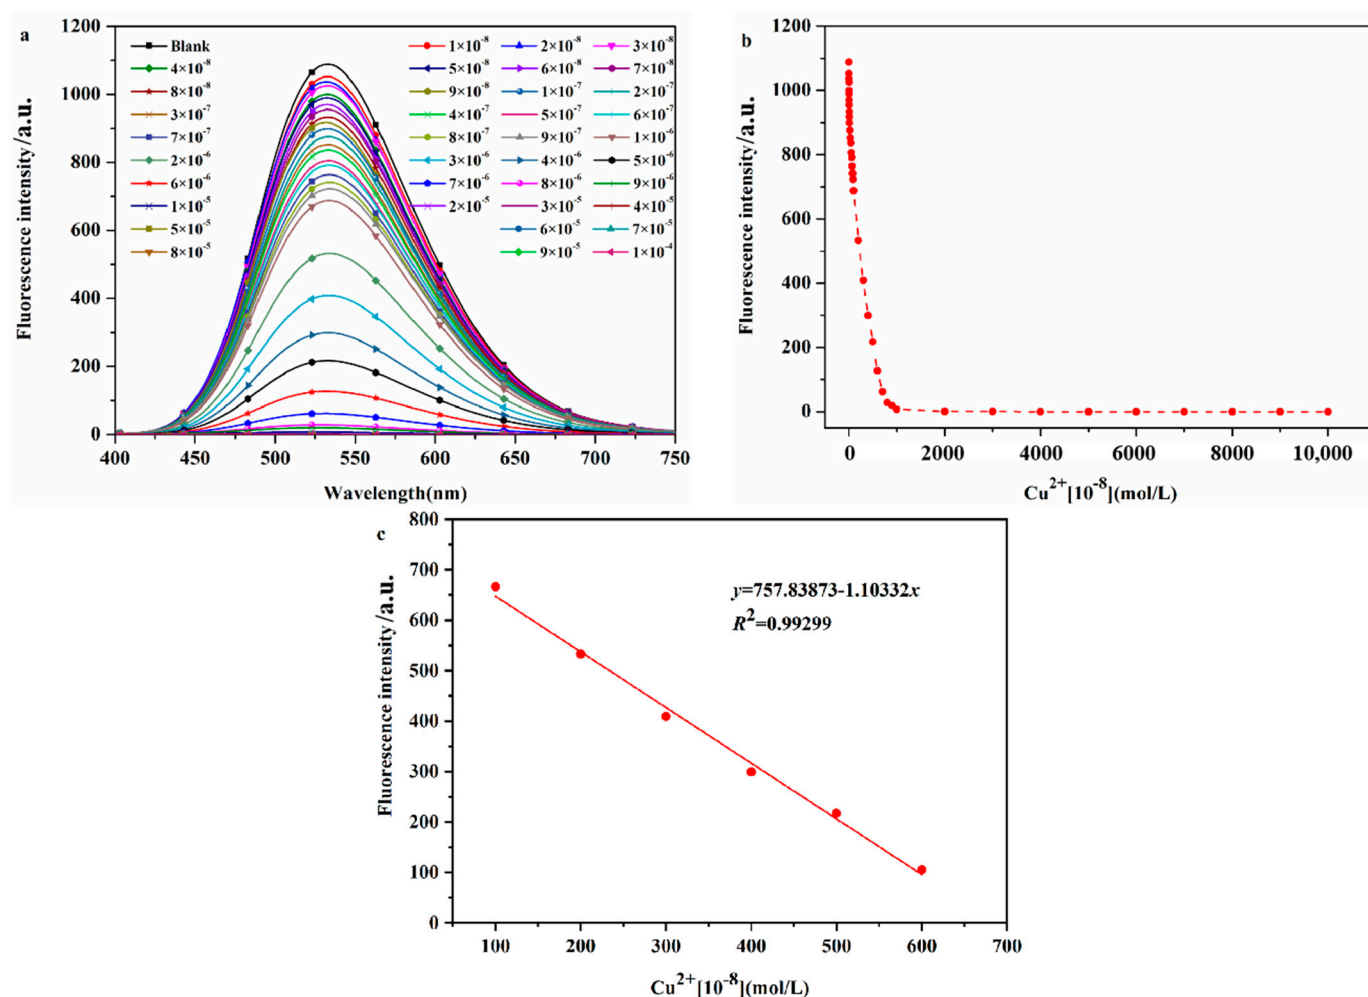 a
Fluorescence intensity/a.u.
1200
1000
800
600
400
200
0
Blank 1×10⁻⁸ 2×10⁻⁸ 3×10⁻⁸
4×10⁻⁸ 5×10⁻⁸ 6×10⁻⁸ 7×10⁻⁸
8×10⁻⁸ 9×10⁻⁸ 1×10⁻⁷ 2×10⁻⁷
3×10⁻⁷ 4×10⁻⁷ 5×10⁻⁷ 6×10⁻⁷
7×10⁻⁷ 8×10⁻⁷ 9×10⁻⁷ 1×10⁻⁶
2×10⁻⁶ 3×10⁻⁶ 4×10⁻⁶ 5×10⁻⁶
6×10⁻⁶ 7×10⁻⁶ 8×10⁻⁶ 9×10⁻⁶
1×10⁻⁵ 2×10⁻⁵ 3×10⁻⁵ 4×10⁻⁵
5×10⁻⁵ 6×10⁻⁵ 7×10⁻⁵
8×10⁻⁵ 9×10⁻⁵ 1×10⁻⁴
400 450 500 550 600 650 700 750
Wavelength(nm)
b
Fluorescence intensity/a.u.
1200
1000
800
600
400
200
0
0 2000 4000 6000 8000 10,000
Cu²⁺[10⁻⁸](mol/L)
c
Fluorescence intensity/a.u.
800
700
600
500
400
300
200
100
0
y=757.83873-1.10332x
R²=0.99299
100 200 300 400 500 600 700
Cu²⁺[10⁻⁸](mol/L)